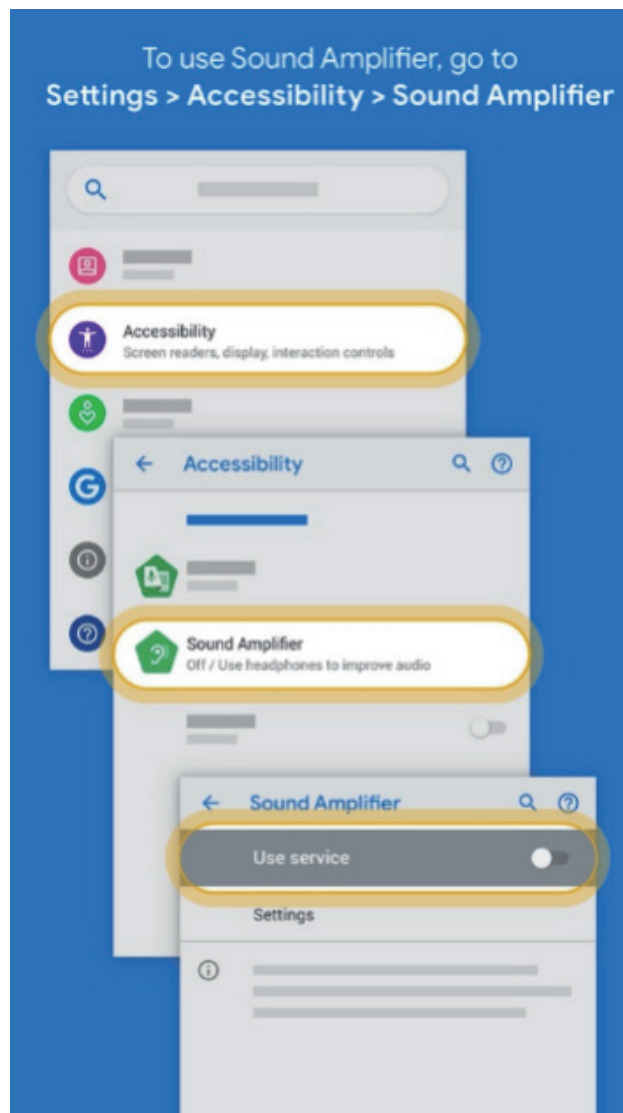 To use Sound Amplifier, go to
Settings > Accessibility > Sound Amplifier
Accessibility
Screen readers, display, interaction controls
Accessibility
Sound Amplifier
Off / Use headphones to improve audio
Sound Amplifier
Use service
Settings